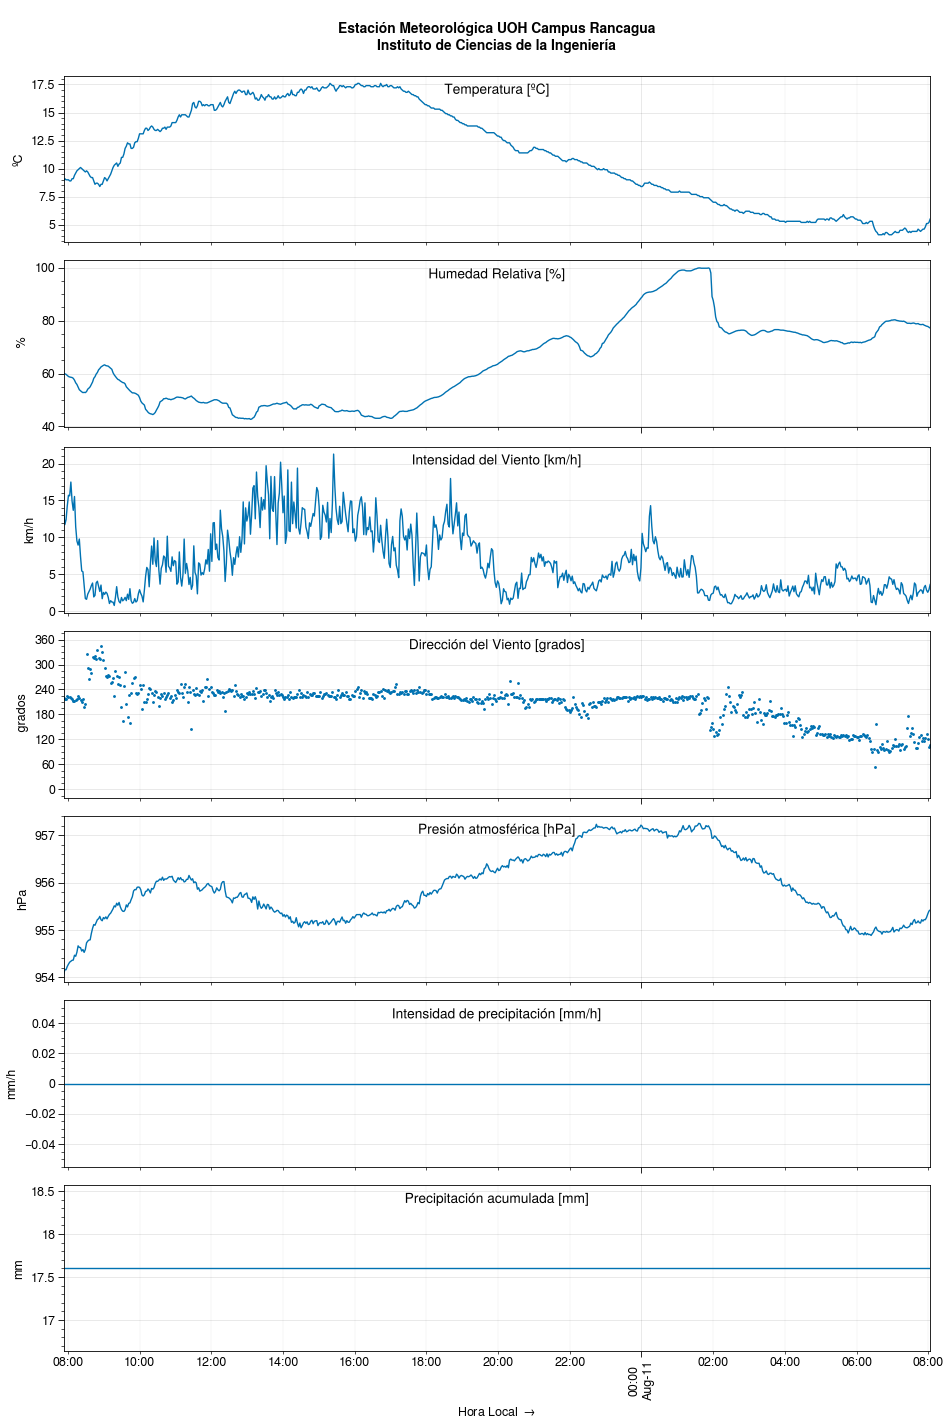 Estación Meteorológica UOH Campus Rancagua
Instituto de Ciencias de la Ingeniería
Temperatura [ºC]
17.5
15
12.5
10
7.5
5
ºC
Humedad Relativa [%]
100
80
60
40
%
Intensidad del Viento [km/h]
20
15
10
5
0
km/h
Dirección del Viento [grados]
360
300
240
180
120
60
0
grados
Presión atmosférica [hPa]
957
956
955
954
hPa
Intensidad de precipitación [mm/h]
0.04
0.02
0
−0.02
−0.04
mm/h
Precipitación acumulada [mm]
18.5
18
17.5
17
mm
08:00 10:00 12:00 14:00 16:00 18:00 20:00 22:00 00:00 02:00 04:00 06:00 08:00
Aug-11
Hora Local →